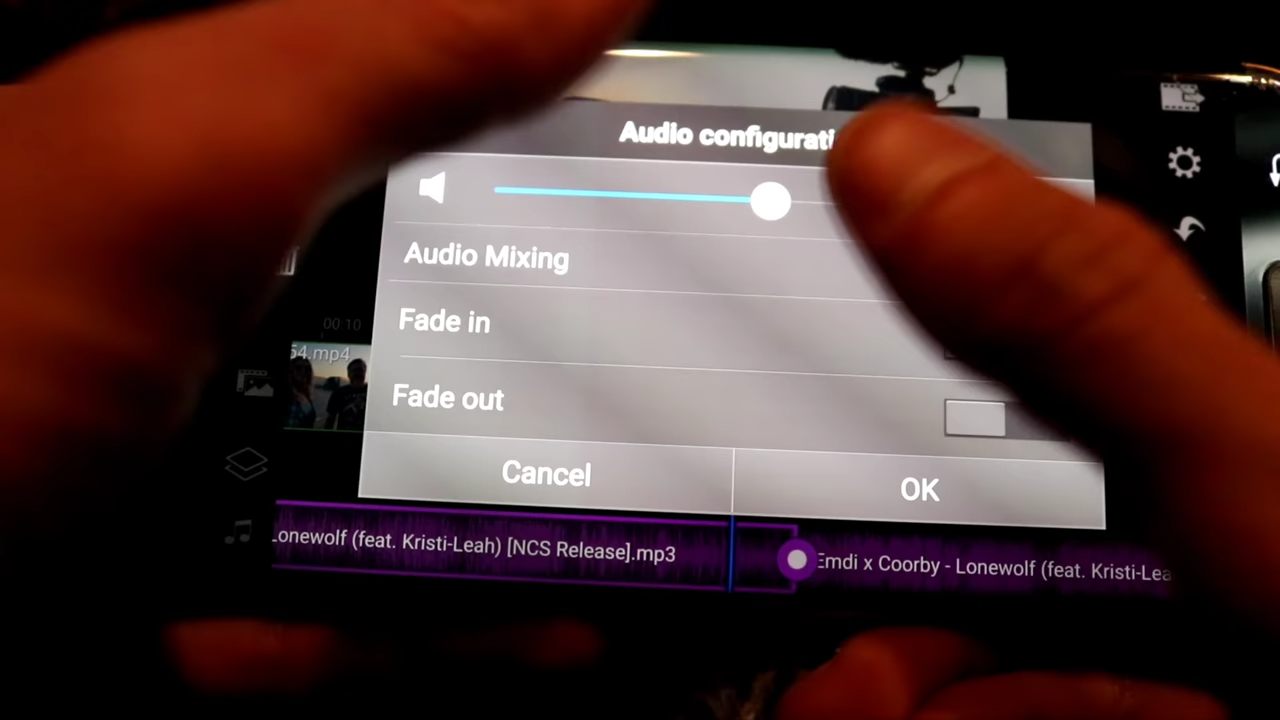 Audio configurati
Audio Mixing
00 10
Fade in
54.mp4
Fade out
Cancel
OK
Lonewolf (feat. Kristi-Leah) [NCS Release].mp3
Emdi x Coorby - Lonewolf (feat. Kristi-Lea